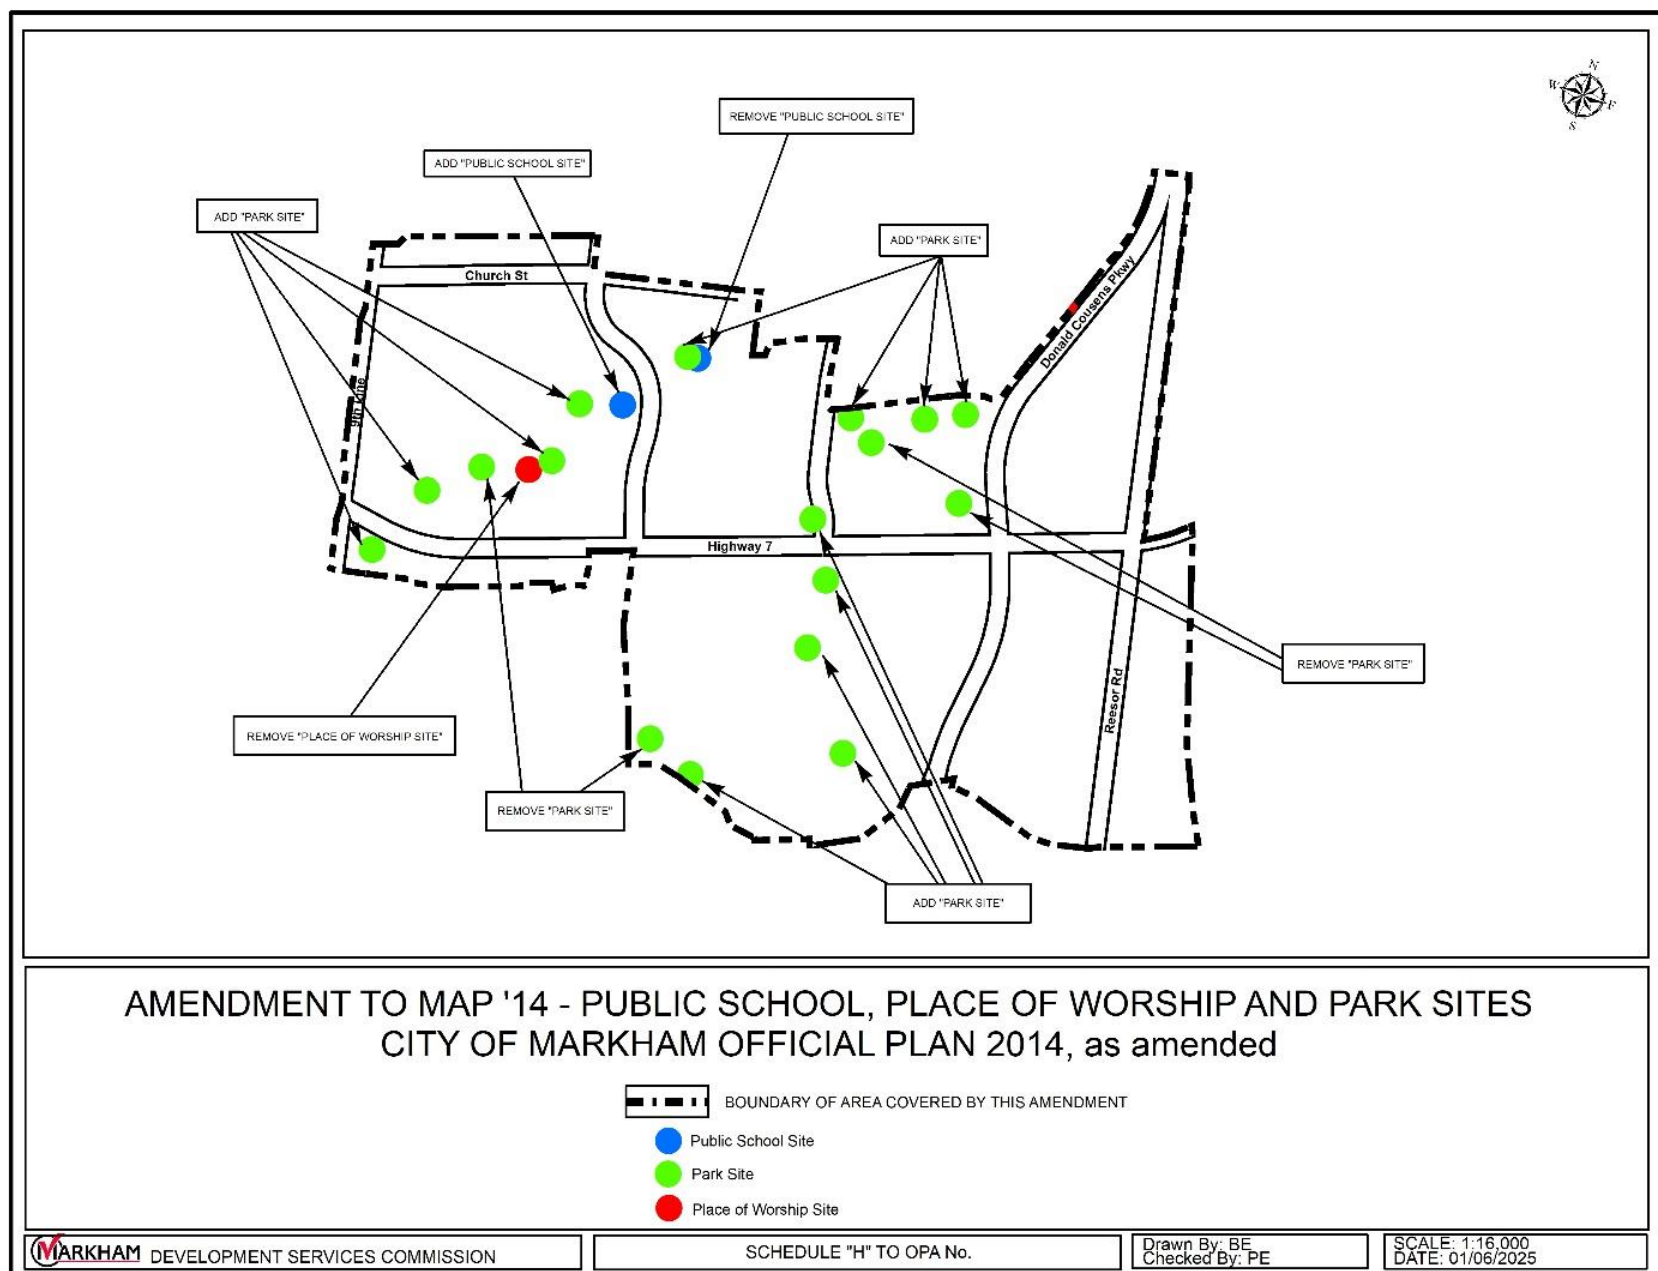 N
W
E
S
REMOVE "PUBLIC SCHOOL SITE"
ADD "PUBLIC SCHOOL SITE"
ADD "PARK SITE"
ADD "PARK SITE"
Church St
Donald Cousens Pkwy
9th Line
Highway 7
REMOVE "PARK SITE"
Reesor Rd
REMOVE "PLACE OF WORSHIP SITE"
REMOVE "PARK SITE"
ADD "PARK SITE"
AMENDMENT TO MAP '14 - PUBLIC SCHOOL, PLACE OF WORSHIP AND PARK SITES
CITY OF MARKHAM OFFICIAL PLAN 2014, as amended
BOUNDARY OF AREA COVERED BY THIS AMENDMENT
Public School Site
Park Site
Place of Worship Site
MARKHAM DEVELOPMENT SERVICES COMMISSION
SCHEDULE "H" TO OPA No.
Drawn By: BE
Checked By: PE
SCALE: 1:16,000
DATE: 01/06/2025